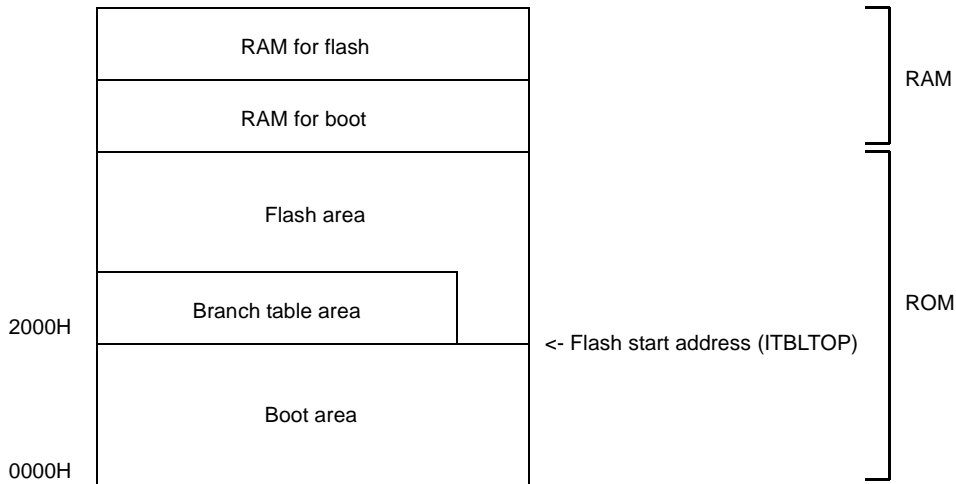 RAM for flash
RAM
RAM for boot
Flash area
Branch table area
ROM
2000H
<- Flash start address (ITBLTOP)
Boot area
0000H